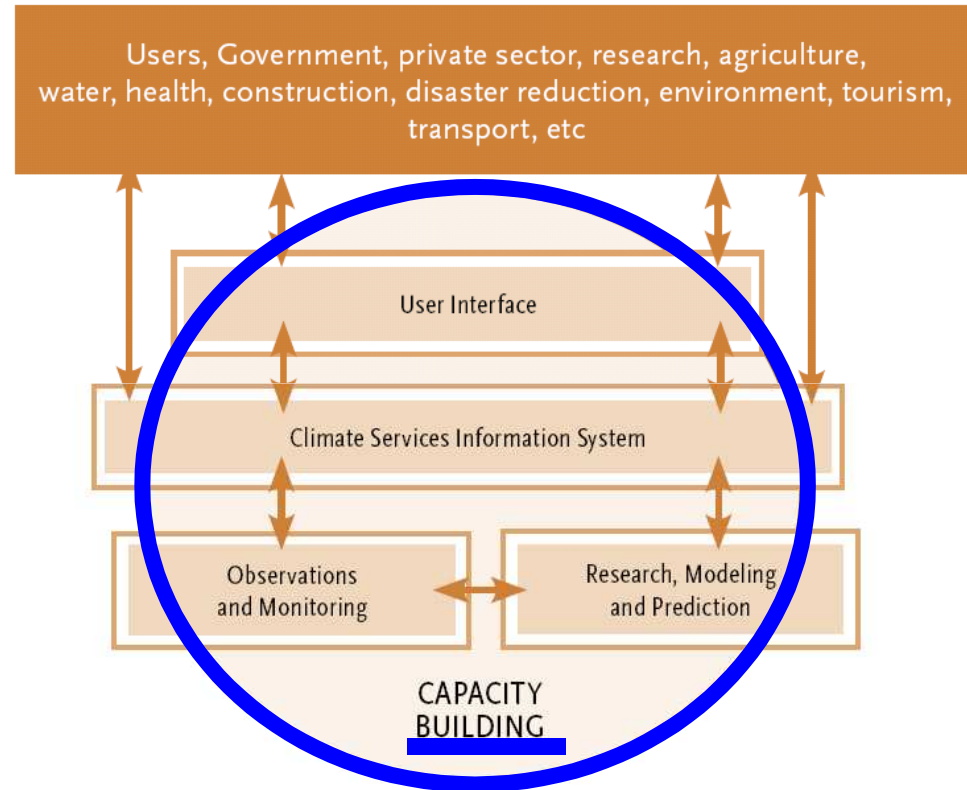 Users, Government, private sector, research, agriculture,
water, health, construction, disaster reduction, environment, tourism,
transport, etc
User Interface
Climate Services Information System
Observations
and Monitoring
Research, Modeling
and Prediction
CAPACITY
BUILDING